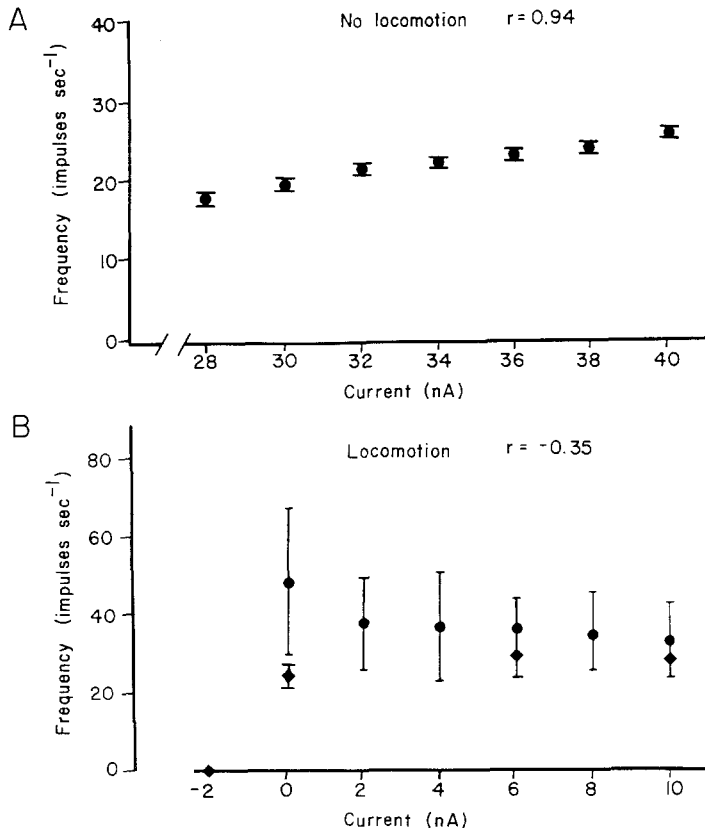 A
No locomotion r = 0.94
Frequency (impulses sec⁻¹)
40
30
20
10
0
28 30 32 34 36 38 40
Current (nA)
B
Locomotion r = -0.35
Frequency (impulses sec⁻¹)
80
60
40
20
0
-2 0 2 4 6 8 10
Current (nA)